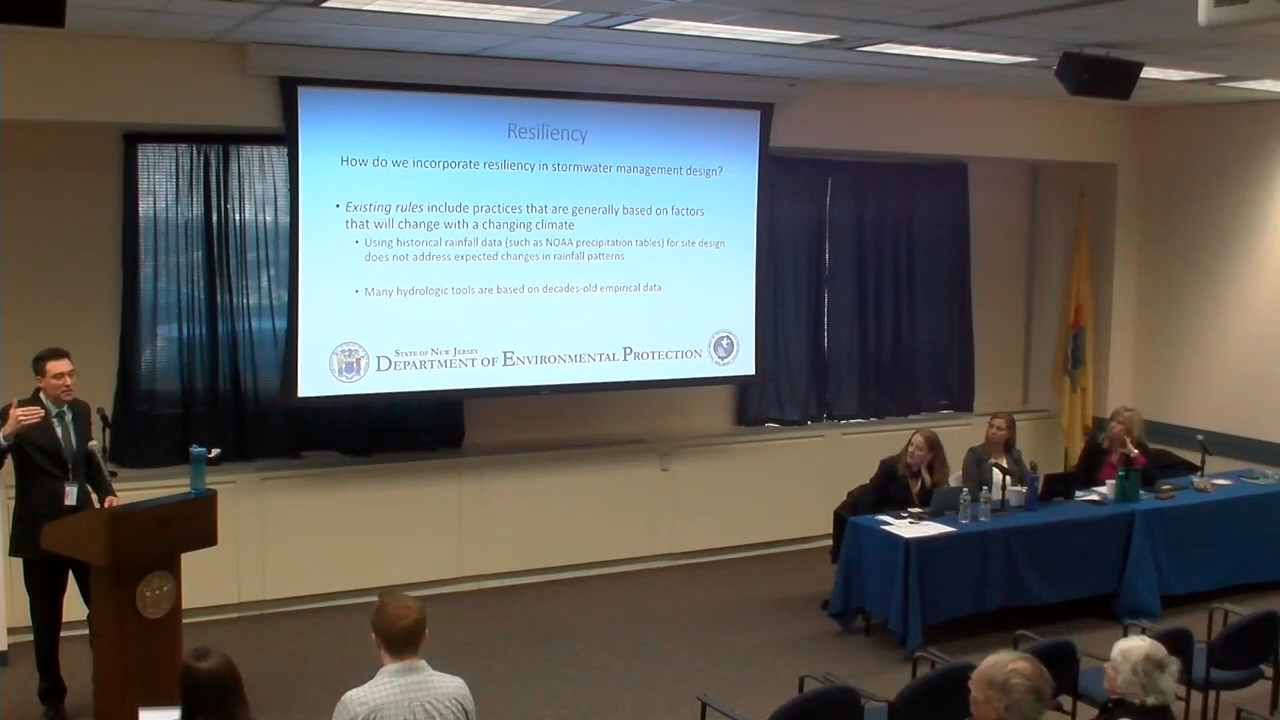 Resiliency
How do we incorporate resiliency in stormwater management design?
• Existing rules include practices that are generally based on factors
that will change with a changing climate
• Using historical rainfall data (such as NOAA precipitation tables) for site design
does not address expected changes in rainfall patterns
• Many hydrologic tools are based on decades-old empirical data
STATE OF NEW JERSEY
DEPARTMENT OF ENVIRONMENTAL PROTECTION